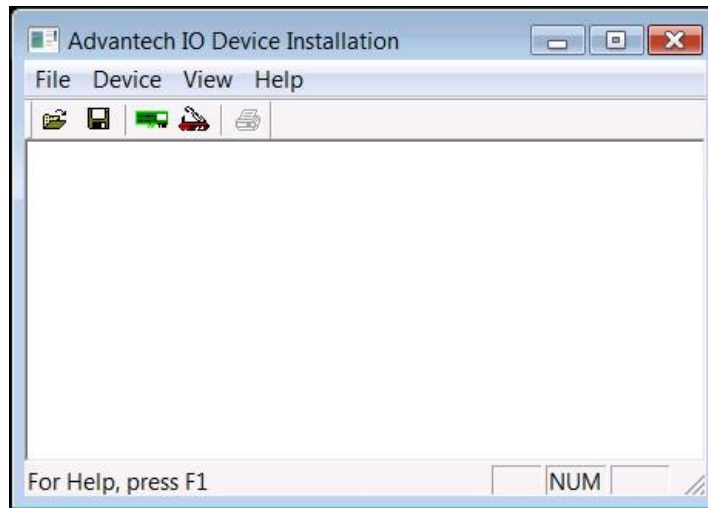 Advantech IO Device Installation
File Device View Help
For Help, press F1 NUM